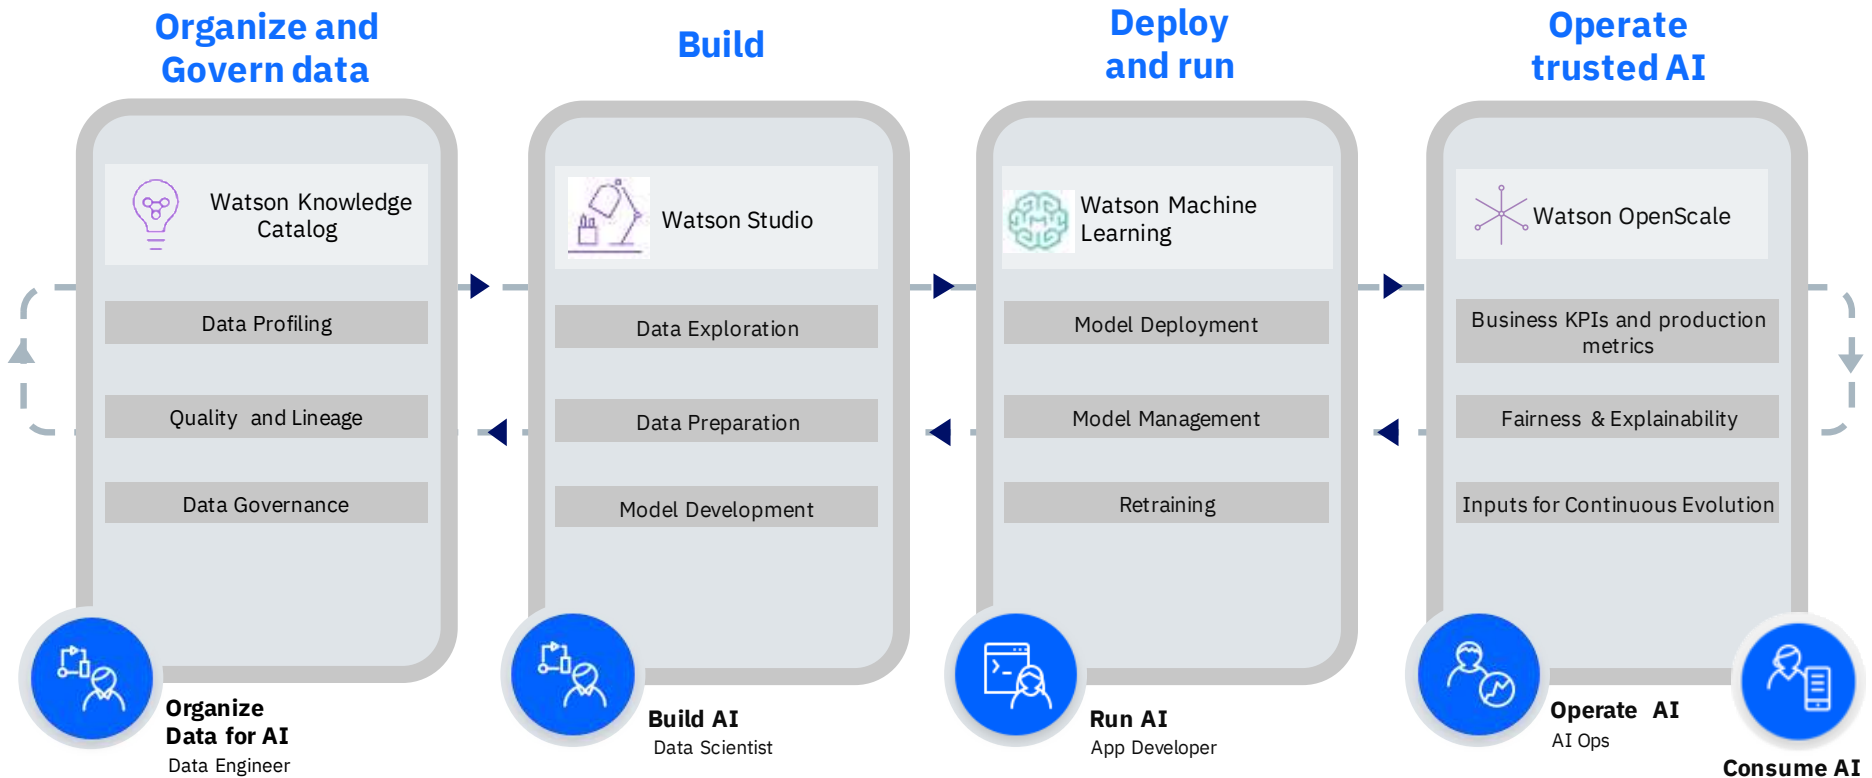 Organize and
Govern data
Build
Deploy
and run
Operate
trusted AI
Watson Knowledge
Catalog
Data Profiling
Quality and Lineage
Data Governance
Organize
Data for AI
Data Engineer
Watson Studio
Data Exploration
Data Preparation
Model Development
Build AI
Data Scientist
Watson Machine
Learning
Model Deployment
Model Management
Retraining
Run AI
App Developer
Watson OpenScale
Business KPIs and production
metrics
Fairness & Explainability
Inputs for Continuous Evolution
Operate AI
AI Ops
Consume AI